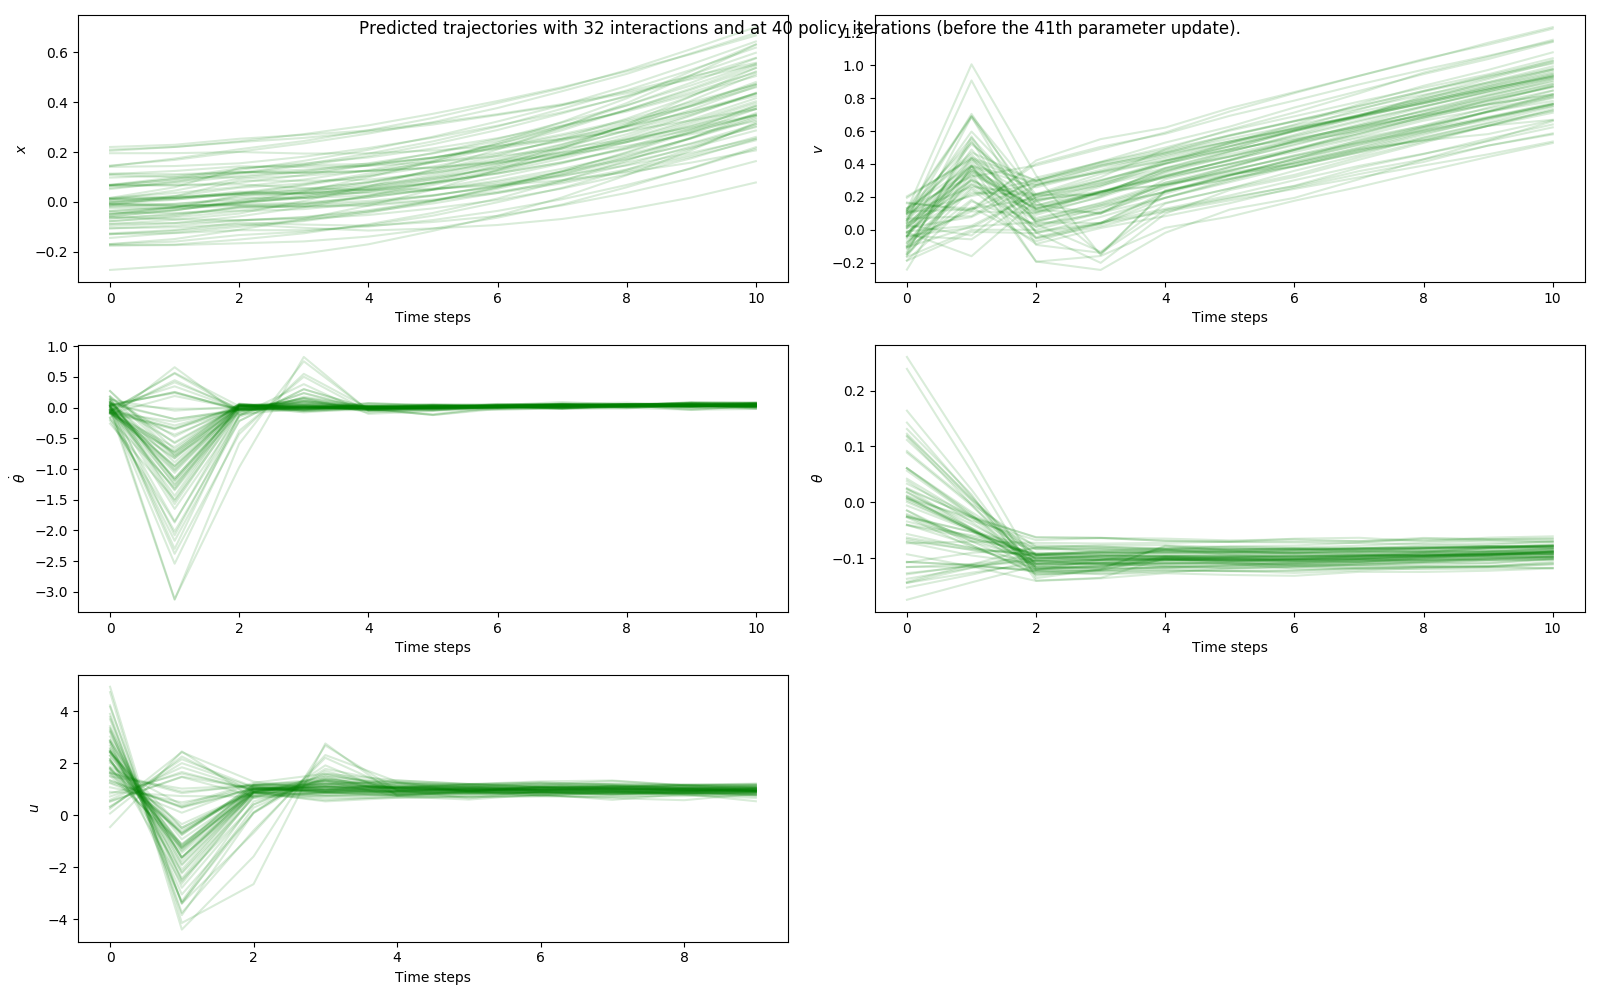 Predicted trajectories with 32 interactions and at 40 policy iterations (before the 41th parameter update).
0.6
0.4
0.2
0.0
−0.2
x
0 2 4 6 8 10
Time steps
1.2
1.0
0.8
0.6
0.4
0.2
0.0
−0.2
v
0 2 4 6 8 10
Time steps
1.0
0.5
0.0
−0.5
−1.0
−1.5
−2.0
−2.5
−3.0
θ̇
0 2 4 6 8 10
Time steps
0.2
0.1
0.0
−0.1
θ
0 2 4 6 8 10
Time steps
4
2
0
−2
−4
u
0 2 4 6 8
Time steps